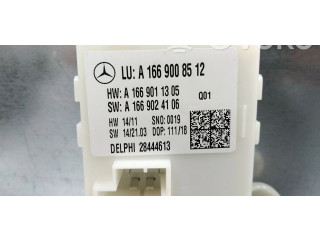 LU: A 166 900 85 12
HW: A 166 901 13 05 Q01
SW: A 166 902 41 06
HW 14/11 SNO: 0019
SW 14/21.03 DOP: 111/18
DELPHI 28444613